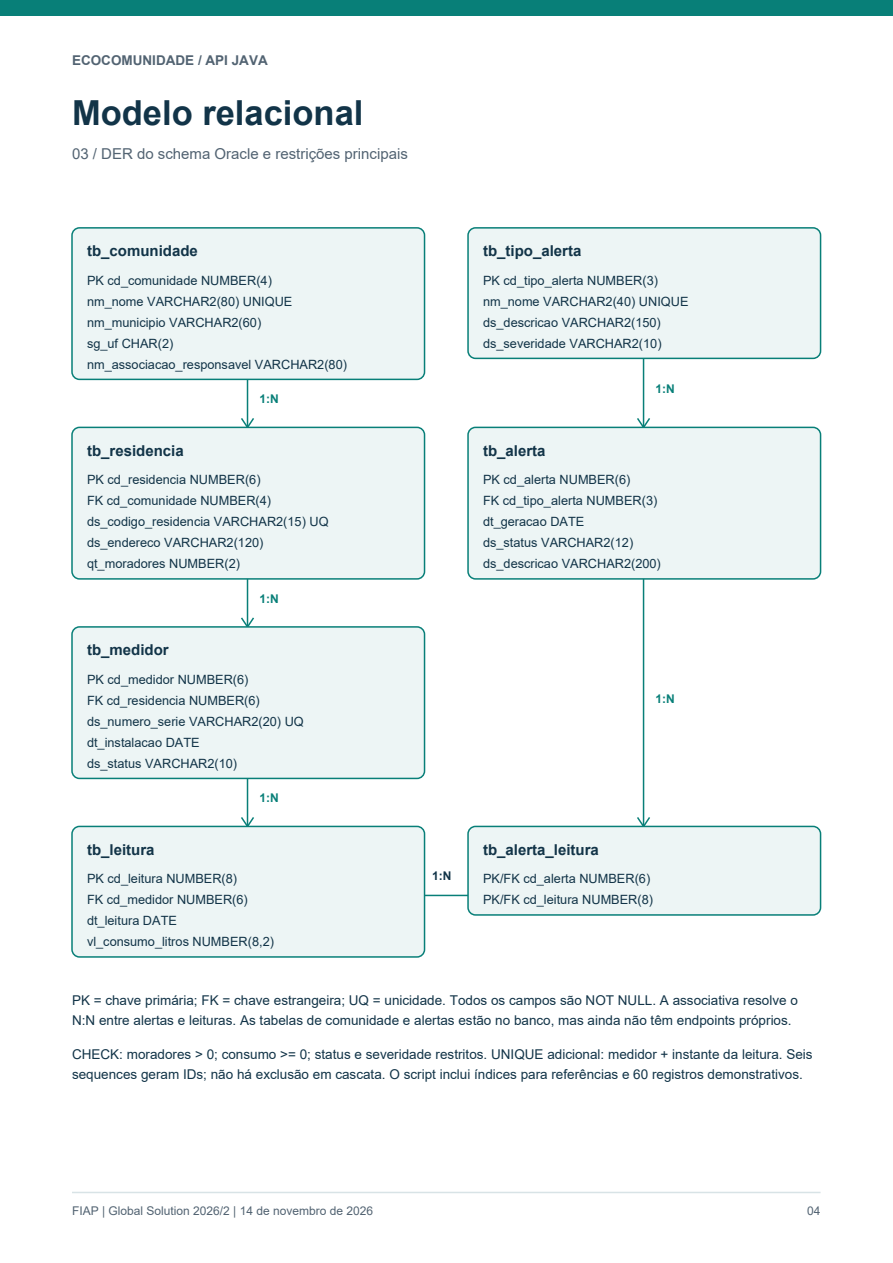 ECOCOMUNIDADE / API JAVA
Modelo relacional
03 / DER do schema Oracle e restrições principais
tb_comunidade
PK cd_comunidade NUMBER(4)
nm_nome VARCHAR2(80) UNIQUE
nm_municipio VARCHAR2(60)
sg_uf CHAR(2)
nm_associacao_responsavel VARCHAR2(80)
1:N
tb_residencia
PK cd_residencia NUMBER(6)
FK cd_comunidade NUMBER(4)
ds_codigo_residencia VARCHAR2(15) UQ
ds_endereco VARCHAR2(120)
qt_moradores NUMBER(2)
1:N
tb_medidor
PK cd_medidor NUMBER(6)
FK cd_residencia NUMBER(6)
ds_numero_serie VARCHAR2(20) UQ
dt_instalacao DATE
ds_status VARCHAR2(10)
1:N
tb_leitura
PK cd_leitura NUMBER(8)
FK cd_medidor NUMBER(6)
dt_leitura DATE
vl_consumo_litros NUMBER(8,2)
1:N
tb_tipo_alerta
PK cd_tipo_alerta NUMBER(3)
nm_nome VARCHAR2(40) UNIQUE
ds_descricao VARCHAR2(150)
ds_severidade VARCHAR2(10)
1:N
tb_alerta
PK cd_alerta NUMBER(6)
FK cd_tipo_alerta NUMBER(3)
dt_geracao DATE
ds_status VARCHAR2(12)
ds_descricao VARCHAR2(200)
1:N
tb_alerta_leitura
PK/FK cd_alerta NUMBER(6)
PK/FK cd_leitura NUMBER(8)
PK = chave primária; FK = chave estrangeira; UQ = unicidade. Todos os campos são NOT NULL. A associativa resolve o
N:N entre alertas e leituras. As tabelas de comunidade e alertas estão no banco, mas ainda não têm endpoints próprios.
CHECK: moradores > 0; consumo >= 0; status e severidade restritos. UNIQUE adicional: medidor + instante da leitura. Seis
sequences geram IDs; não há exclusão em cascata. O script inclui índices para referências e 60 registros demonstrativos.
FIAP | Global Solution 2026/2 | 14 de novembro de 2026
04